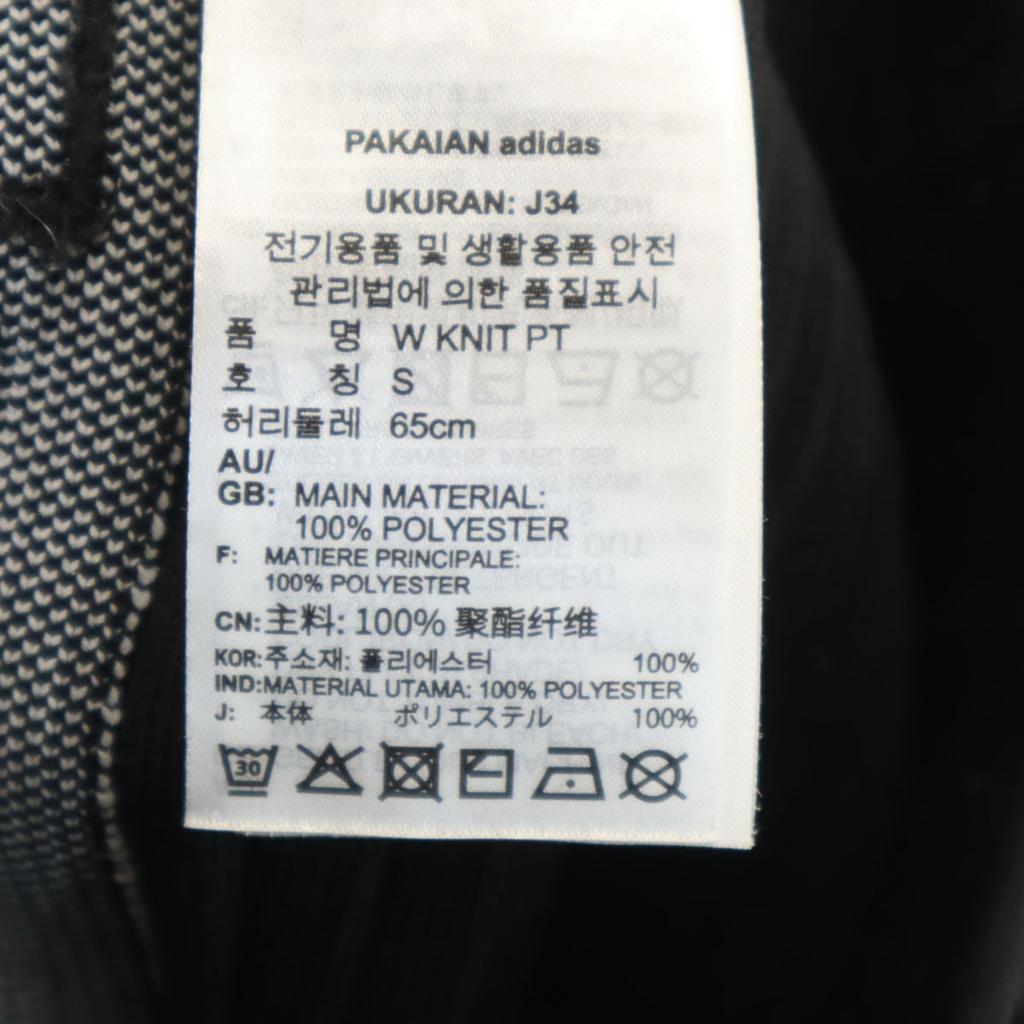 PAKAIAN adidas
UKURAN: J34
전기용품 및 생활용품 안전
관리법에 의한 품질표시
품 명 W KNIT PT
호 칭 S
허리둘레 65cm
AU/
GB: MAIN MATERIAL:
100% POLYESTER
F: MATIERE PRINCIPALE:
100% POLYESTER
CN:主料: 100% 聚酯纤维
KOR:주소재: 폴리에스터 100%
IND:MATERIAL UTAMA: 100% POLYESTER
J: 本体 ポリエステル 100%
30